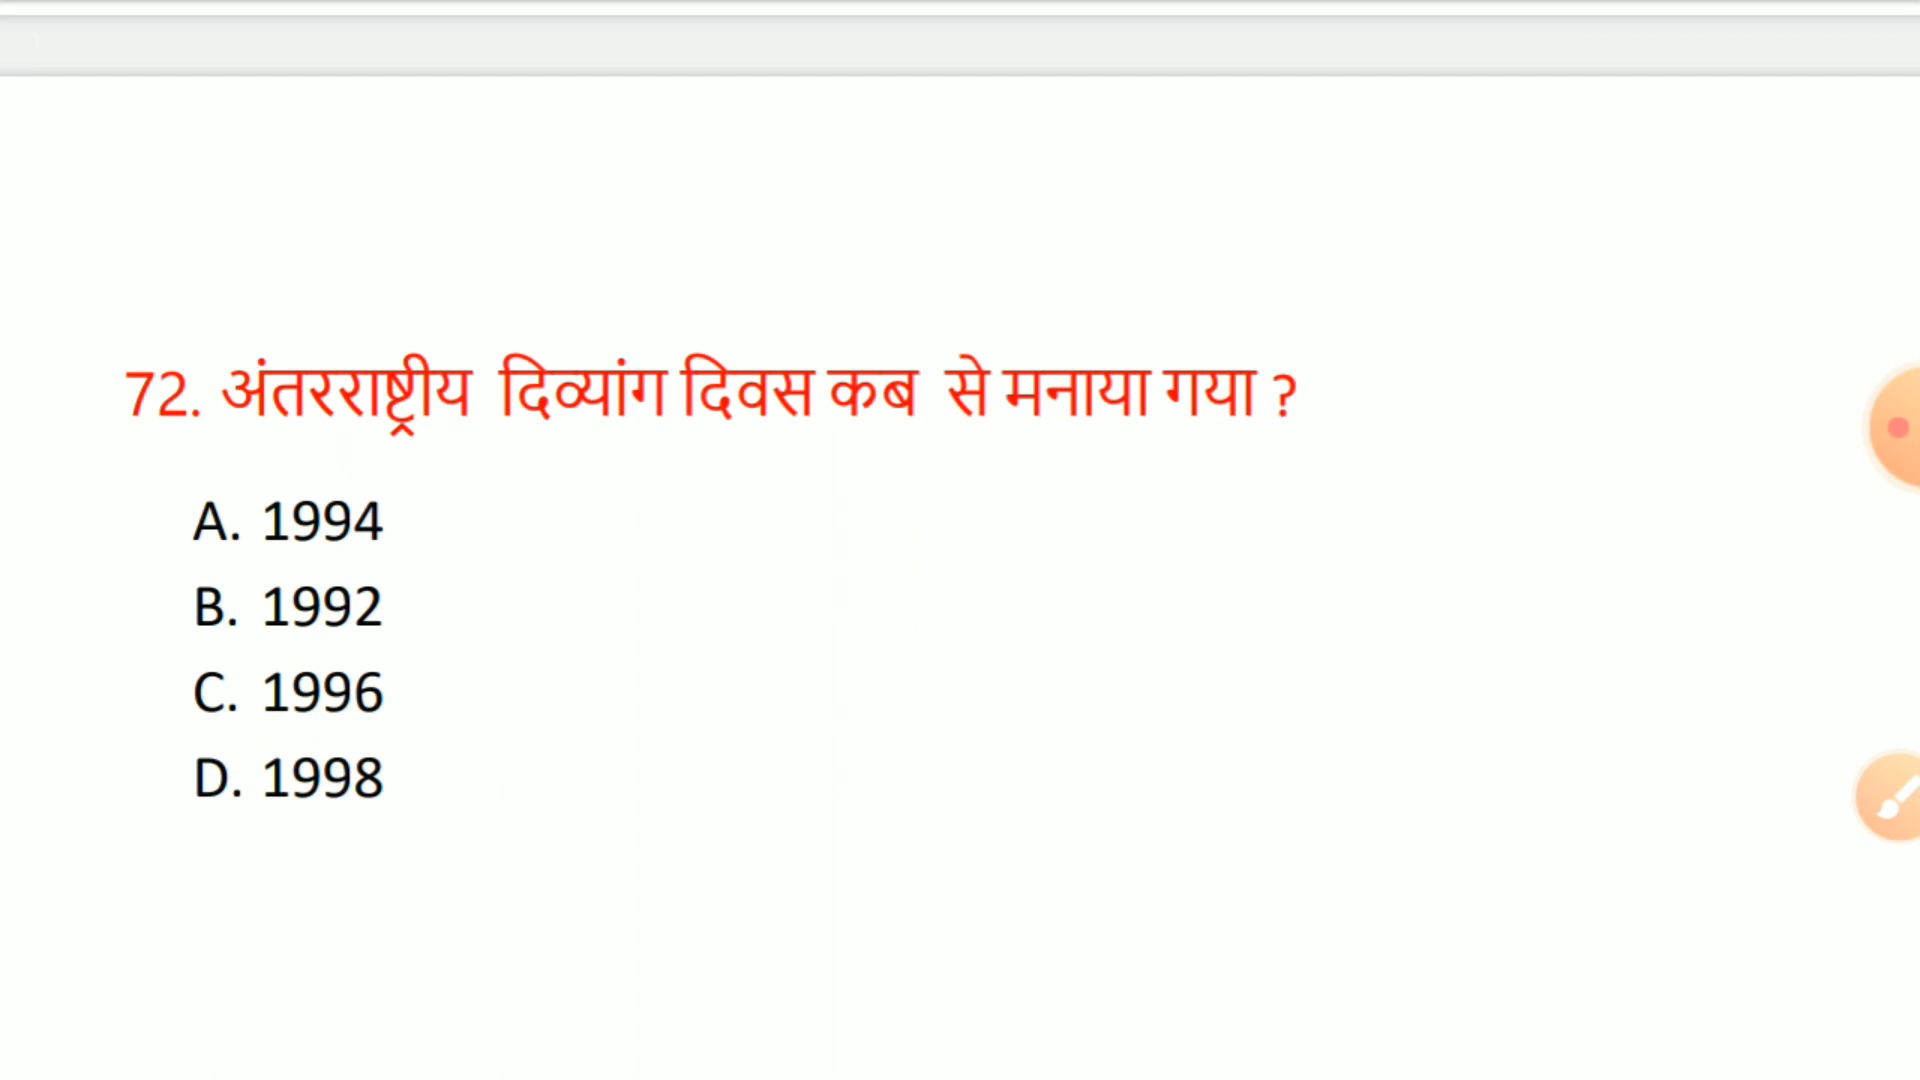 72. अंतरराष्ट्रीय दिव्यांग दिवस कब से मनाया गया ?
A. 1994
B. 1992
C. 1996
D. 1998